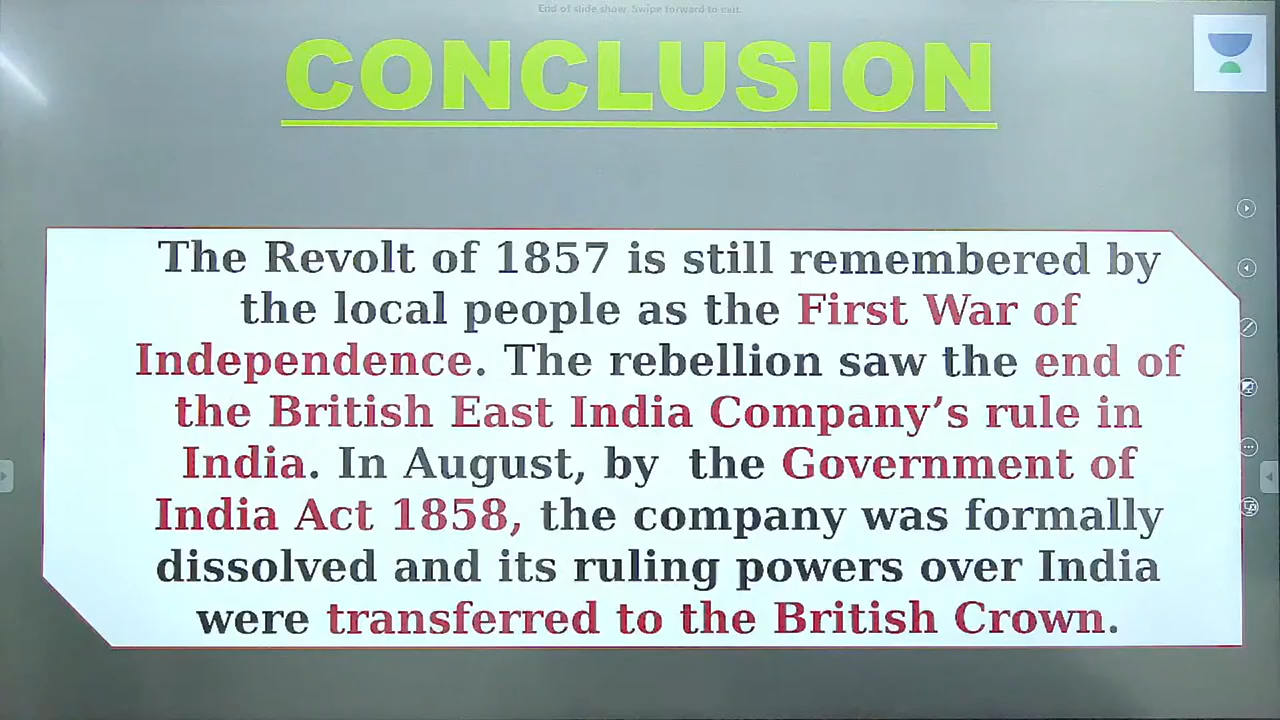 End of slide show. Swipe forward to exit.
CONCLUSION
The Revolt of 1857 is still remembered by
the local people as the First War of
Independence. The rebellion saw the end of
the British East India Company’s rule in
India. In August, by  the Government of
India Act 1858, the company was formally
dissolved and its ruling powers over India
were transferred to the British Crown.